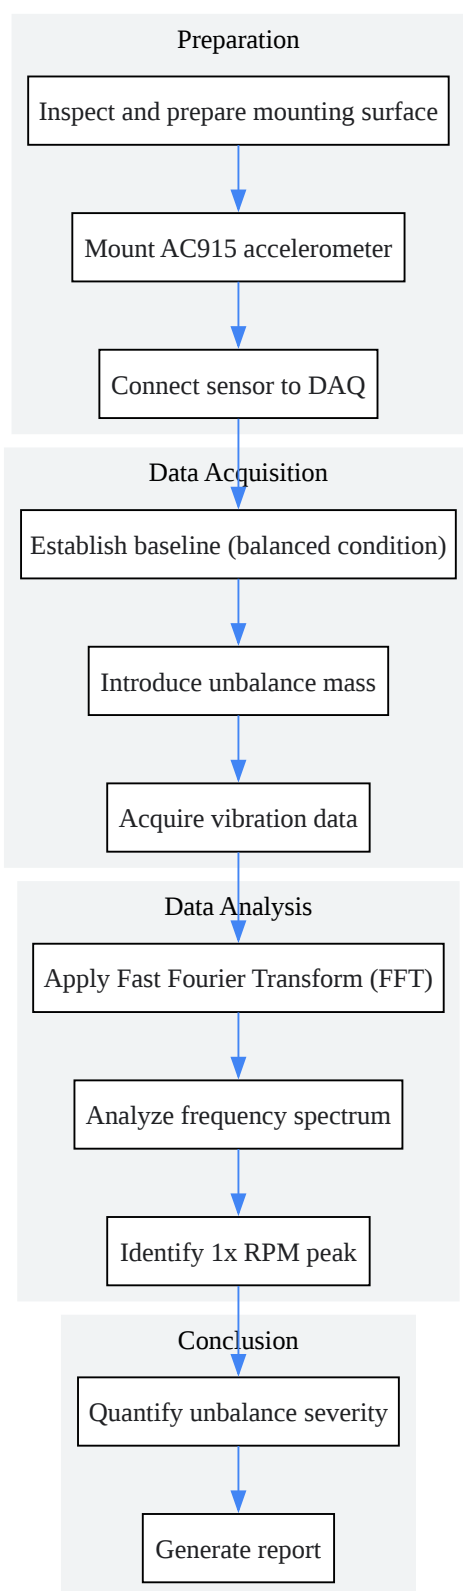 Preparation
Inspect and prepare mounting surface
Mount AC915 accelerometer
Connect sensor to DAQ
Data Acquisition
Establish baseline (balanced condition)
Introduce unbalance mass
Acquire vibration data
Data Analysis
Apply Fast Fourier Transform (FFT)
Analyze frequency spectrum
Identify 1x RPM peak
Conclusion
Quantify unbalance severity
Generate report